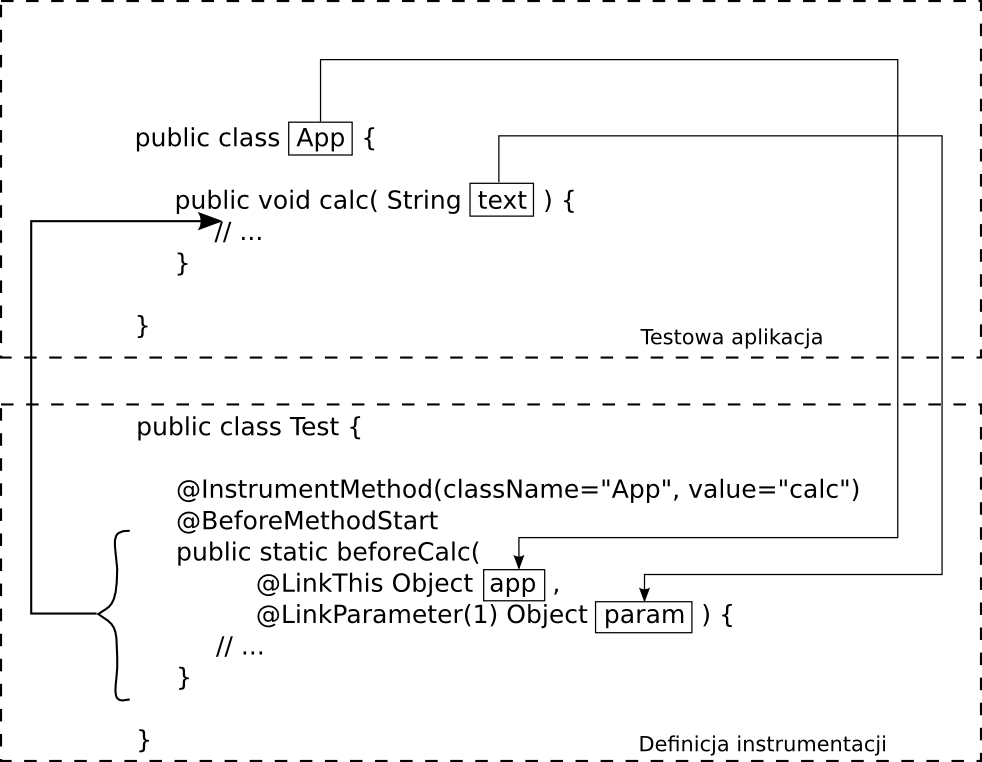 public class App {
public void calc( String text ) {
// ...
}
}
Testowa aplikacja
public class Test {
@InstrumentMethod(className="App", value="calc")
@BeforeMethodStart
public static beforeCalc(
@LinkThis Object app ,
@LinkParameter(1) Object param ) {
// ...
}
}
Definicja instrumentacji